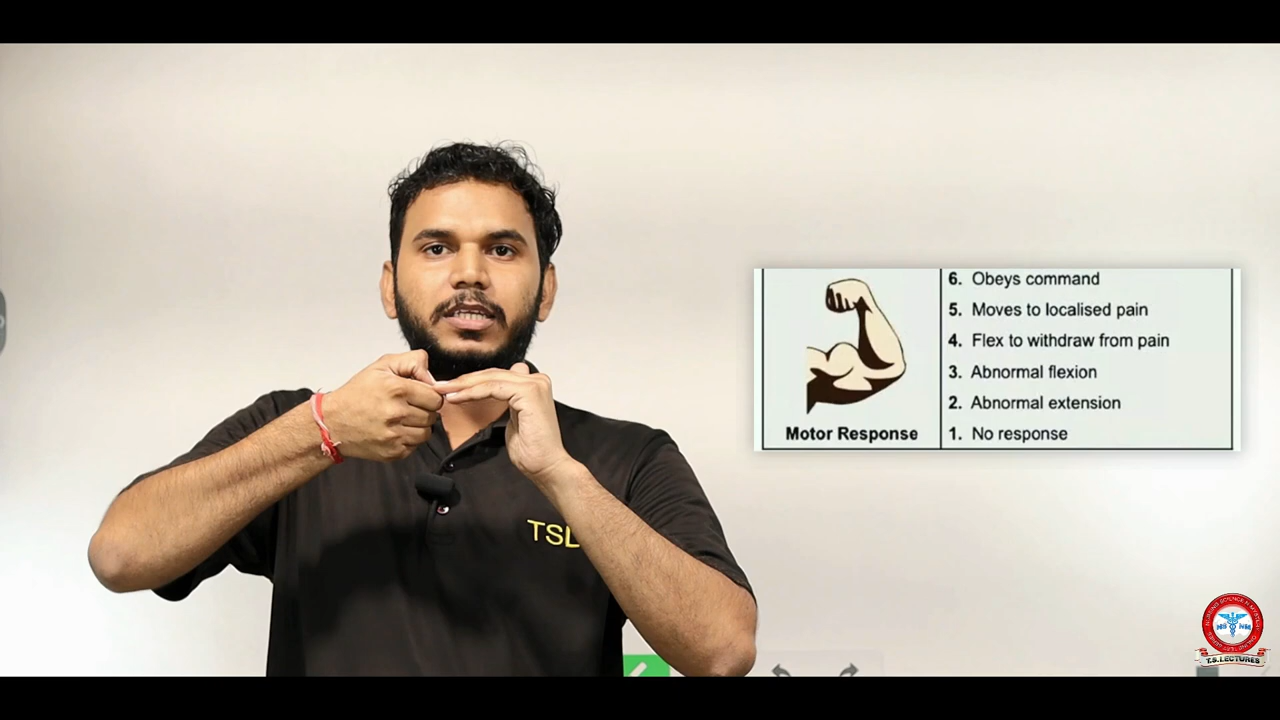 6. Obeys command
5. Moves to localised pain
4. Flex to withdraw from pain
3. Abnormal flexion
2. Abnormal extension
1. No response
Motor Response
TSL
T.S.LECTURES